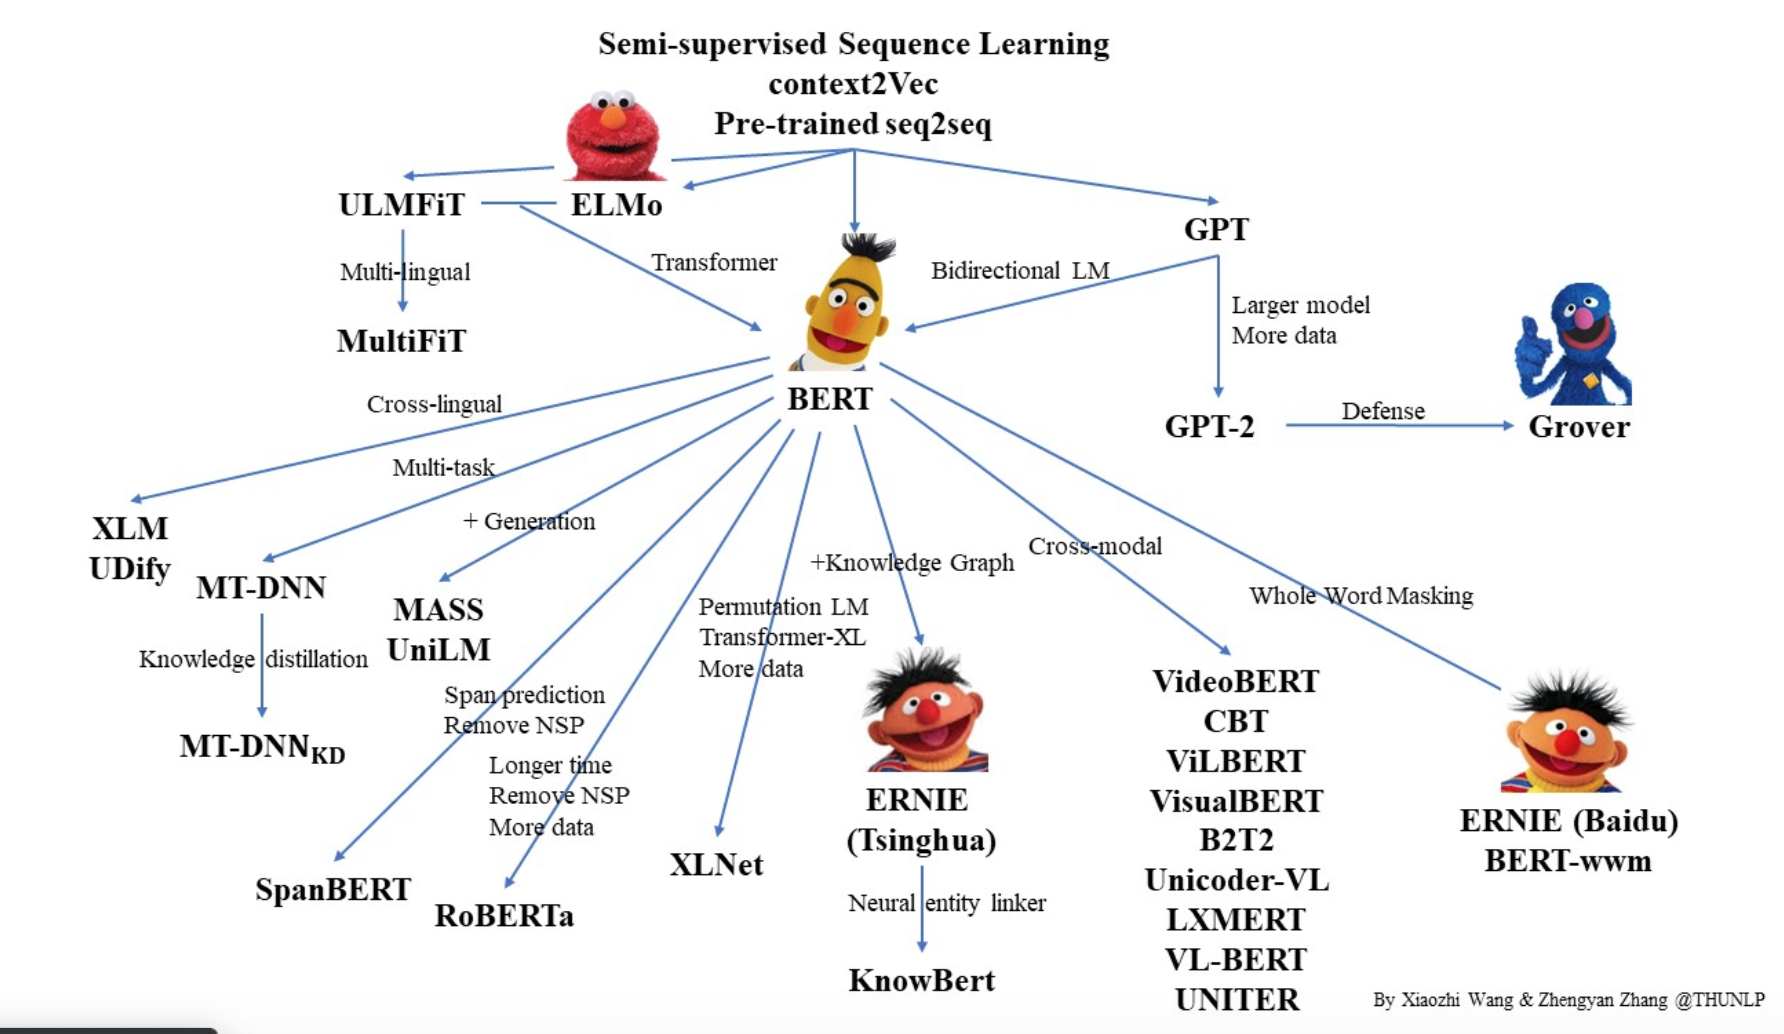 Semi-supervised Sequence Learning
context2Vec
Pre-trained seq2seq
ULMFiT
ELMo
GPT
Multi-lingual
Transformer
Bidirectional LM
Larger model
More data
MultiFiT
BERT
Cross-lingual
GPT-2
Defense
Grover
Multi-task
XLM
UDify
+ Generation
MT-DNN
MASS
UniLM
+Knowledge Graph
Cross-modal
Whole Word Masking
Permutation LM
Transformer-XL
More data
Knowledge distillation
MT-DNNKD
Span prediction
Remove NSP
Longer time
Remove NSP
More data
SpanBERT
RoBERTa
XLNet
ERNIE
(Tsinghua)
Neural entity linker
KnowBert
VideoBERT
CBT
ViLBERT
VisualBERT
B2T2
Unicoder-VL
LXMERT
VL-BERT
UNITER
ERNIE (Baidu)
BERT-wwm
By Xiaozhi Wang & Zhengyan Zhang @THUNLP